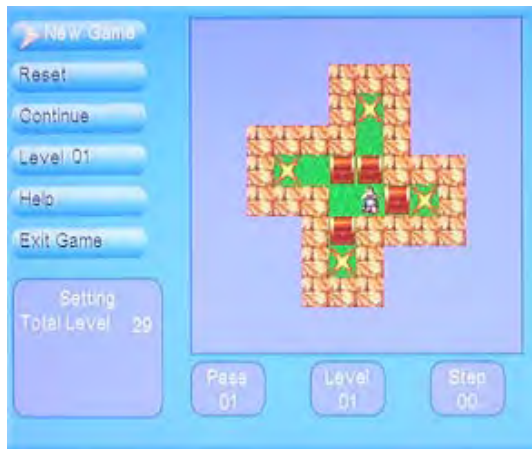 New Game
Reset
Continue
Level 01
Help
Exit Game
Setting
Total Level 29
Pass
01
Level
01
Step
00